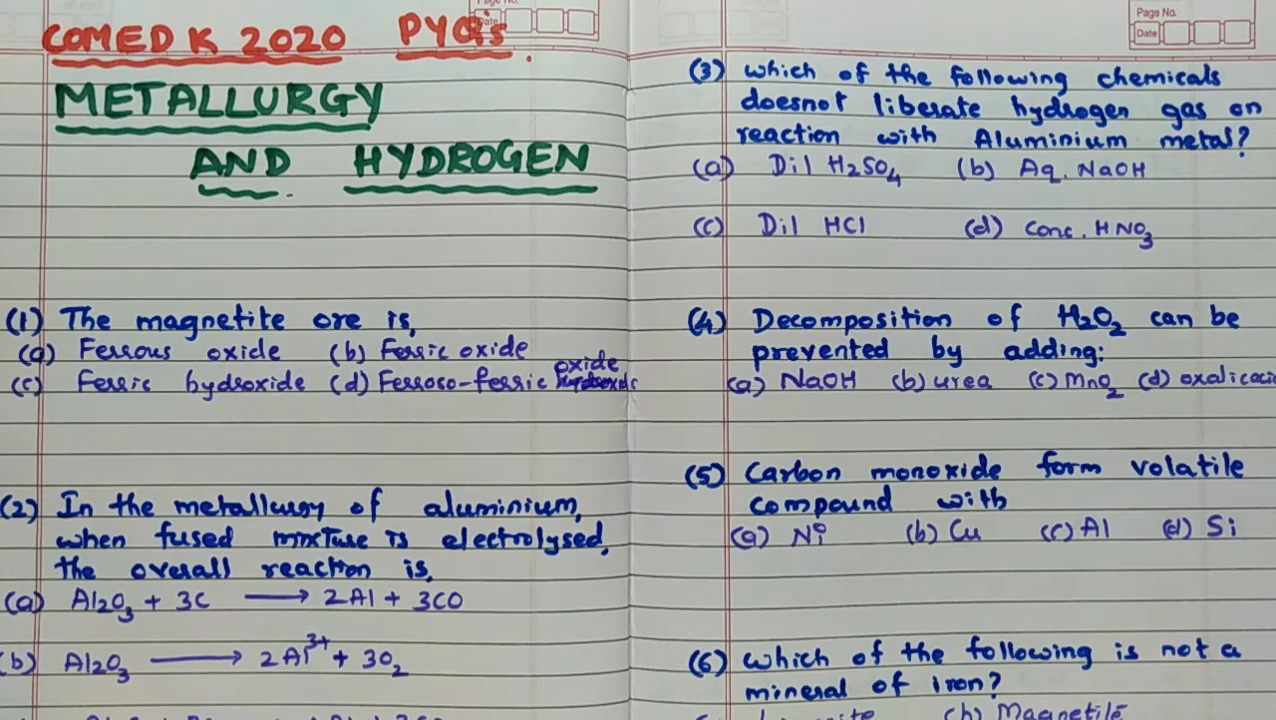 COMED K 2020 PYQ's.
METALLURGY
AND HYDROGEN
(1) The magnetite ore is,
(a) Ferrous oxide (b) Ferric oxide
(c) Ferric hydroxide (d) Ferroso-ferric oxide
(2) In the metallurgy of aluminium,
when fused mixture is electrolysed,
the overall reaction is,
(a) Al2O3 + 3C ⟶ 2Al + 3CO
(b) Al2O3 ⟶ 2Al³⁺ + 3O2
Page No.
Date
Page No.
Date
(3) which of the following chemicals
doesnot liberate hydrogen gas on
reaction with Aluminium metal?
(a) Dil H2SO4 (b) Aq. NaOH
(c) Dil HCl (d) Conc. HNO3
(4) Decomposition of H2O2 can be
prevented by adding:
(a) NaOH (b) urea (c) MnO2 (d) oxalicaci
(5) Carbon monoxide form volatile
compound with
(a) Ni (b) Cu (c) Al (d) Si
(6) which of the following is not a
mineral of iron?
(b) Magnetite